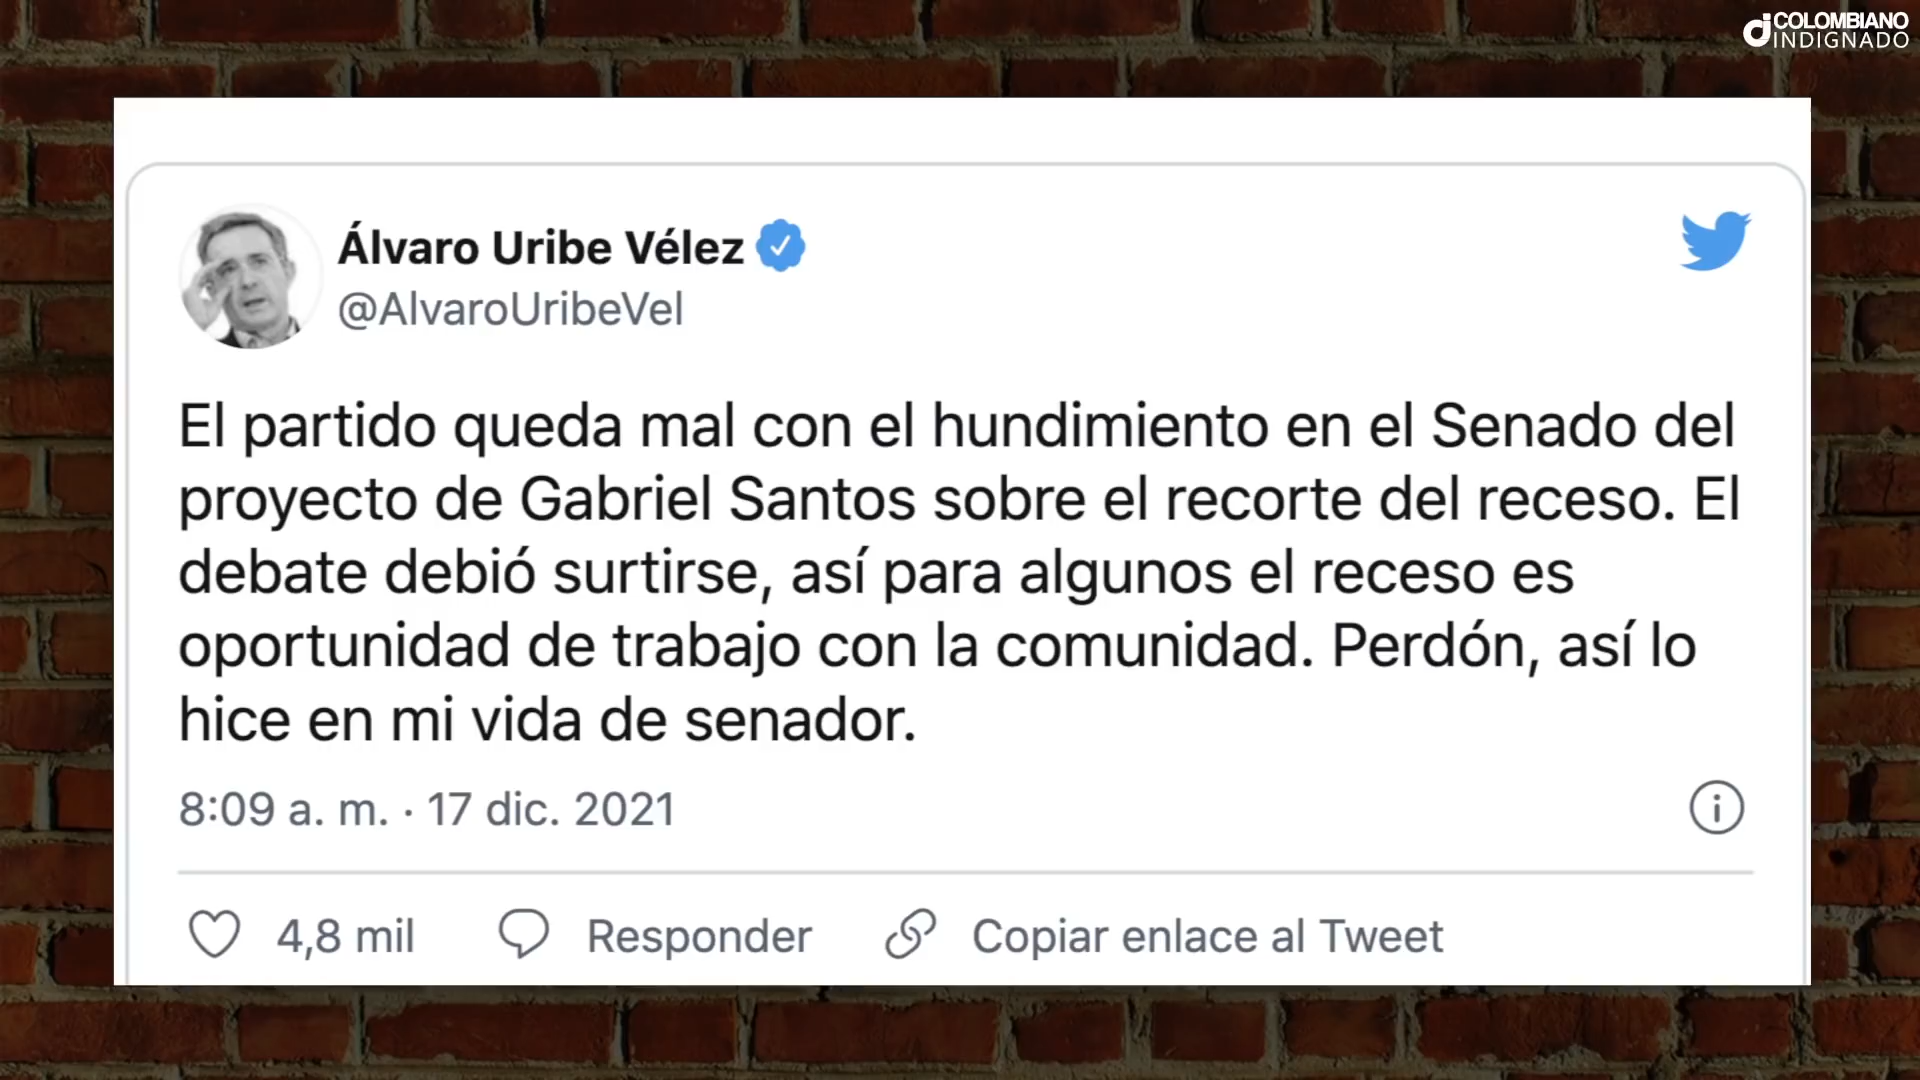 COLOMBIANO
INDIGNADO
Álvaro Uribe Vélez
@AlvaroUribeVel
El partido queda mal con el hundimiento en el Senado del
proyecto de Gabriel Santos sobre el recorte del receso. El
debate debió surtirse, así para algunos el receso es
oportunidad de trabajo con la comunidad. Perdón, así lo
hice en mi vida de senador.
8:09 a. m. · 17 dic. 2021
4,8 mil Responder Copiar enlace al Tweet